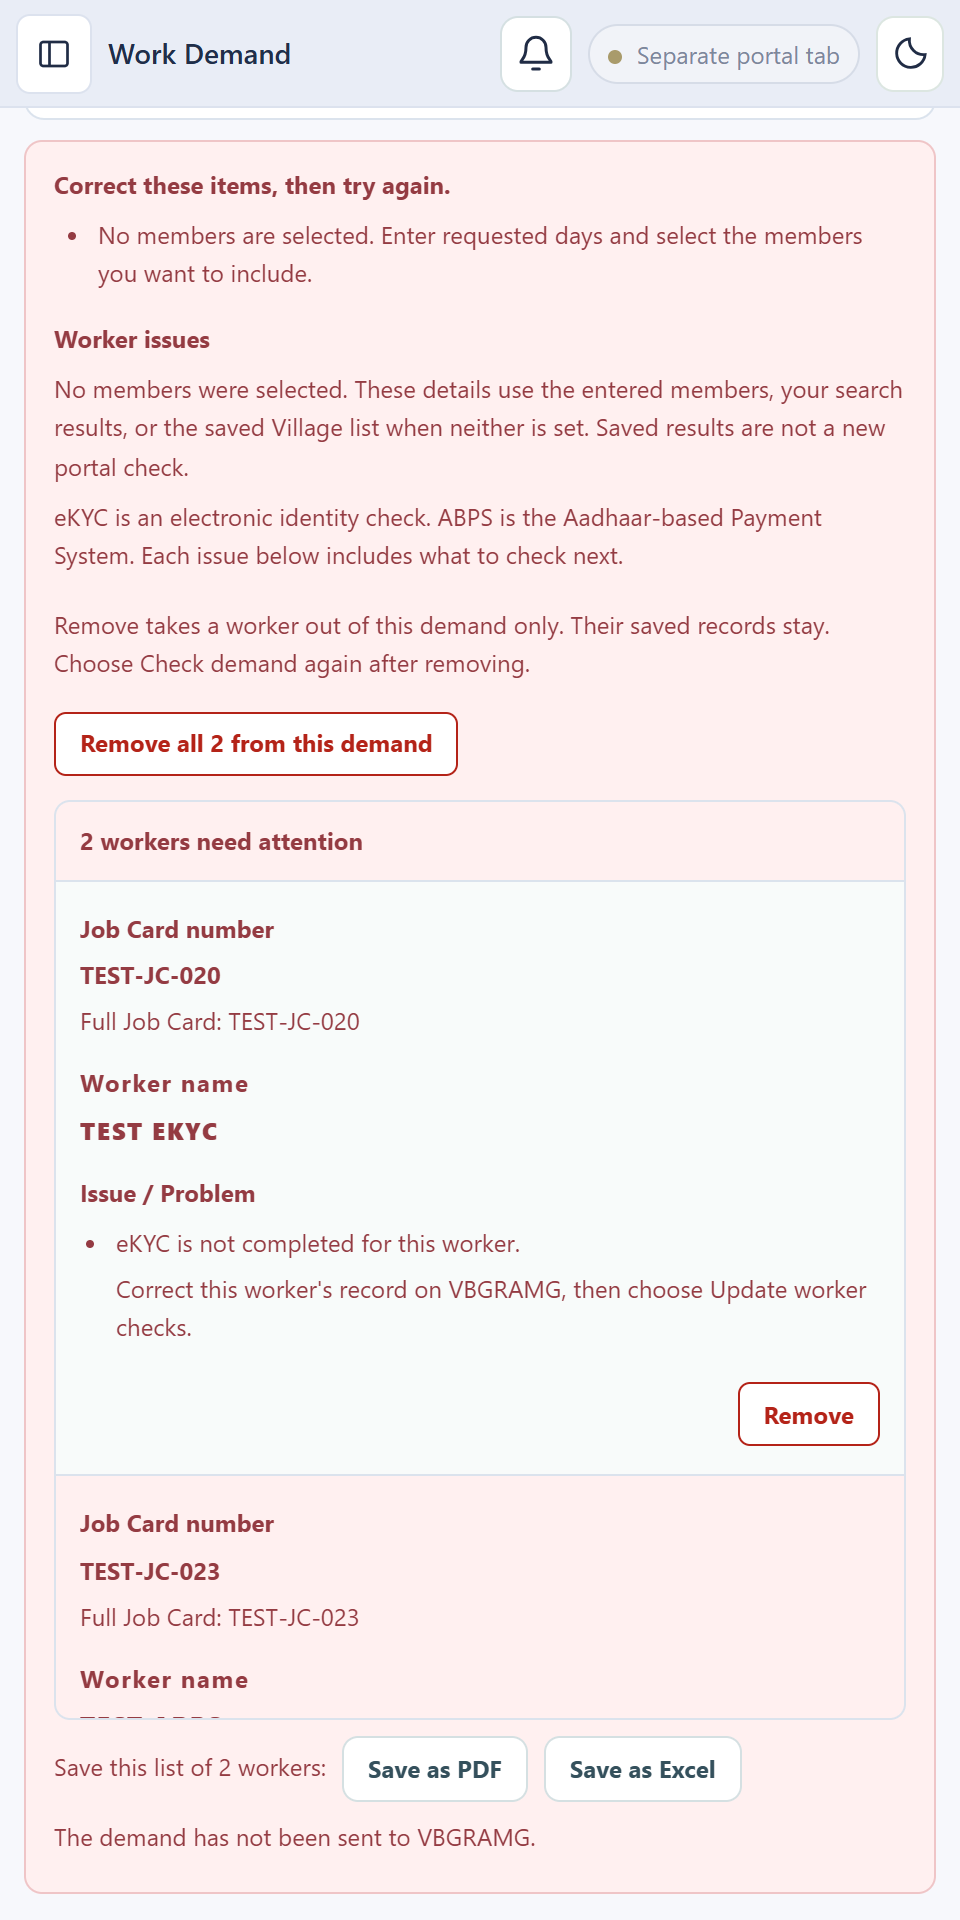 Work Demand
Separate portal tab
Correct these items, then try again.
• No members are selected. Enter requested days and select the members
you want to include.
Worker issues
No members were selected. These details use the entered members, your search
results, or the saved Village list when neither is set. Saved results are not a new
portal check.
eKYC is an electronic identity check. ABPS is the Aadhaar-based Payment
System. Each issue below includes what to check next.
Remove takes a worker out of this demand only. Their saved records stay.
Choose Check demand again after removing.
Remove all 2 from this demand
2 workers need attention
Job Card number
TEST-JC-020
Full Job Card: TEST-JC-020
Worker name
TEST EKYC
Issue / Problem
• eKYC is not completed for this worker.
Correct this worker's record on VBGRAMG, then choose Update worker
checks.
Remove
Job Card number
TEST-JC-023
Full Job Card: TEST-JC-023
Worker name
Save this list of 2 workers:
Save as PDF
Save as Excel
The demand has not been sent to VBGRAMG.